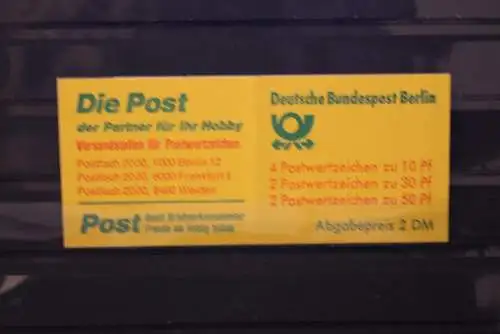 Die Post
der Partner für Ihr Hobby
Versandstellen für Postwertzeichen
Postfach 2000, 1000 Berlin 12
Postfach 2000, 6000 Frankfurt 1
Postfach 2000, 8480 Weiden
Post
Deutsche Bundespost Berlin
4 Postwertzeichen zu 10 Pf
2 Postwertzeichen zu 30 Pf
2 Postwertzeichen zu 50 Pf
Abgabepreis 2 DM